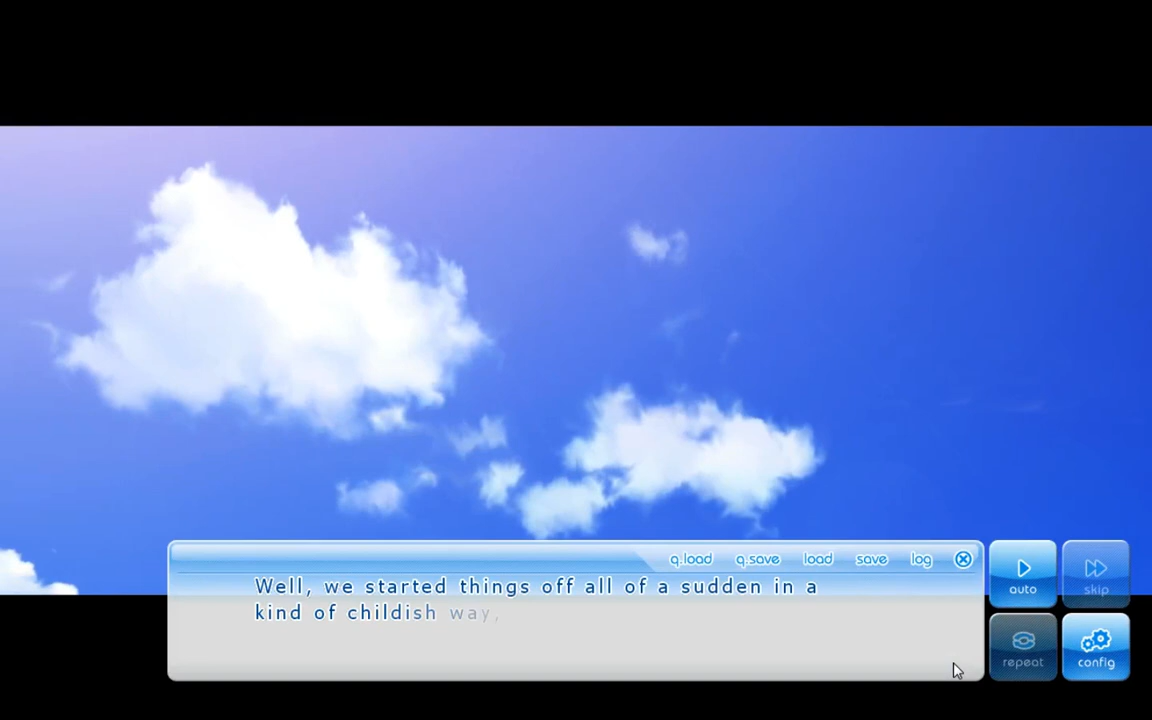 q.load q.save load save log
Well, we started things off all of a sudden in a
kind of childish way,
auto
skip
repeat
config